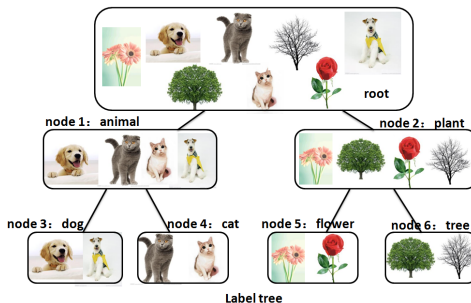 root
node 1： animal
node 2： plant
node 3： dog
node 4： cat
node 5： flower
node 6： tree
Label tree